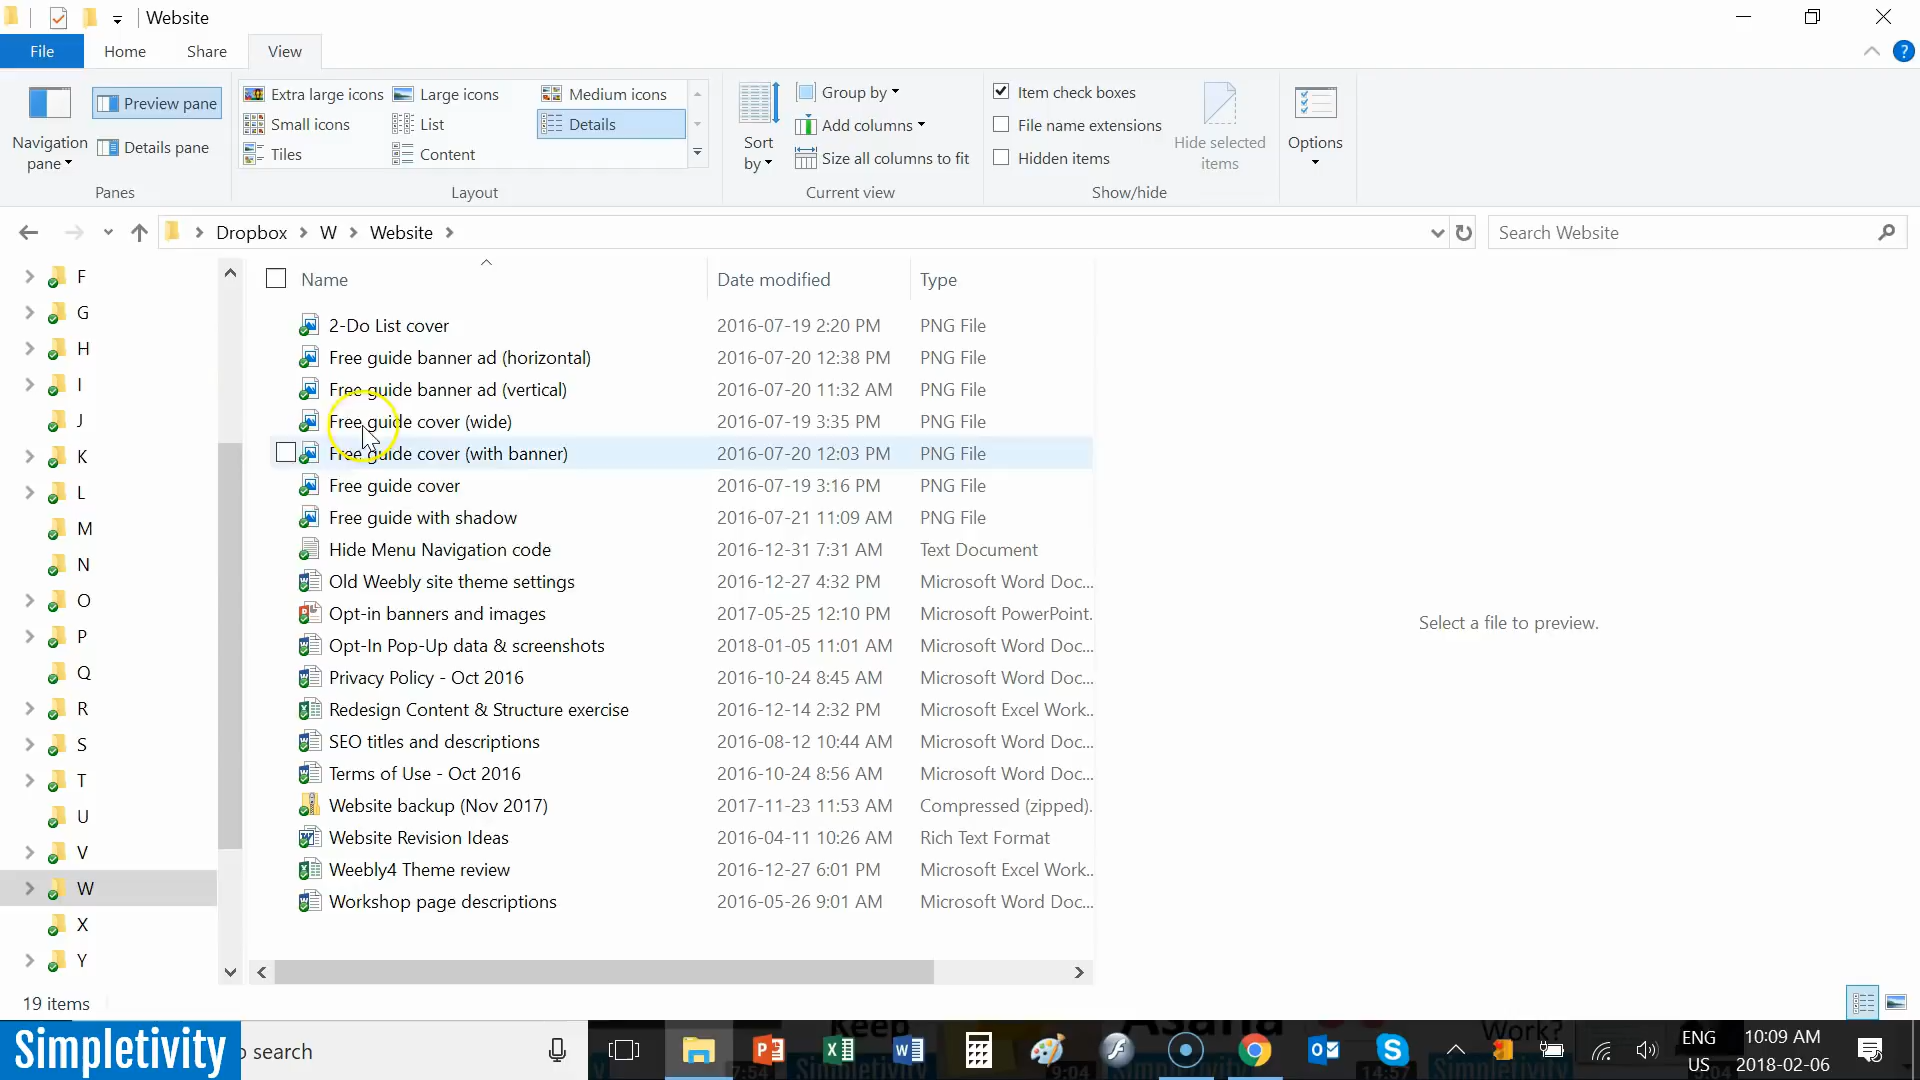 Website
File Home Share View
Navigation pane
Preview pane
Details pane
Panes
Extra large icons Large icons Medium icons
Small icons List Details
Tiles Content
Layout
Sort by
Group by
Add columns
Size all columns to fit
Current view
Item check boxes
File name extensions
Hidden items
Hide selected items
Show/hide
Options
Dropbox W Website
Search Website
F
G
H
I
J
K
L
M
N
O
P
Q
R
S
T
U
V
W
X
Y
Name Date modified Type
2-Do List cover 2016-07-19 2:20 PM PNG File
Free guide banner ad (horizontal) 2016-07-20 12:38 PM PNG File
Free guide banner ad (vertical) 2016-07-20 11:32 AM PNG File
Free guide cover (wide) 2016-07-19 3:35 PM PNG File
Free guide cover (with banner) 2016-07-20 12:03 PM PNG File
Free guide cover 2016-07-19 3:16 PM PNG File
Free guide with shadow 2016-07-21 11:09 AM PNG File
Hide Menu Navigation code 2016-12-31 7:31 AM Text Document
Old Weebly site theme settings 2016-12-27 4:32 PM Microsoft Word Doc...
Opt-in banners and images 2017-05-25 12:10 PM Microsoft PowerPoint.
Opt-In Pop-Up data & screenshots 2018-01-05 11:01 AM Microsoft Word Doc...
Privacy Policy - Oct 2016 2016-10-24 8:45 AM Microsoft Word Doc...
Redesign Content & Structure exercise 2016-12-14 2:32 PM Microsoft Excel Work...
SEO titles and descriptions 2016-08-12 10:44 AM Microsoft Word Doc...
Terms of Use - Oct 2016 2016-10-24 8:56 AM Microsoft Word Doc...
Website backup (Nov 2017) 2017-11-23 11:53 AM Compressed (zipped).
Website Revision Ideas 2016-04-11 10:26 AM Rich Text Format
Weebly4 Theme review 2016-12-27 6:01 PM Microsoft Excel Work...
Workshop page descriptions 2016-05-26 9:01 AM Microsoft Word Doc...
Select a file to preview.
19 items
Simpletivity
o search
ENG
US
10:09 AM
2018-02-06